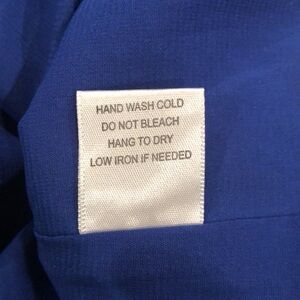 HAND WASH COLD
DO NOT BLEACH
HANG TO DRY
LOW IRON IF NEEDED